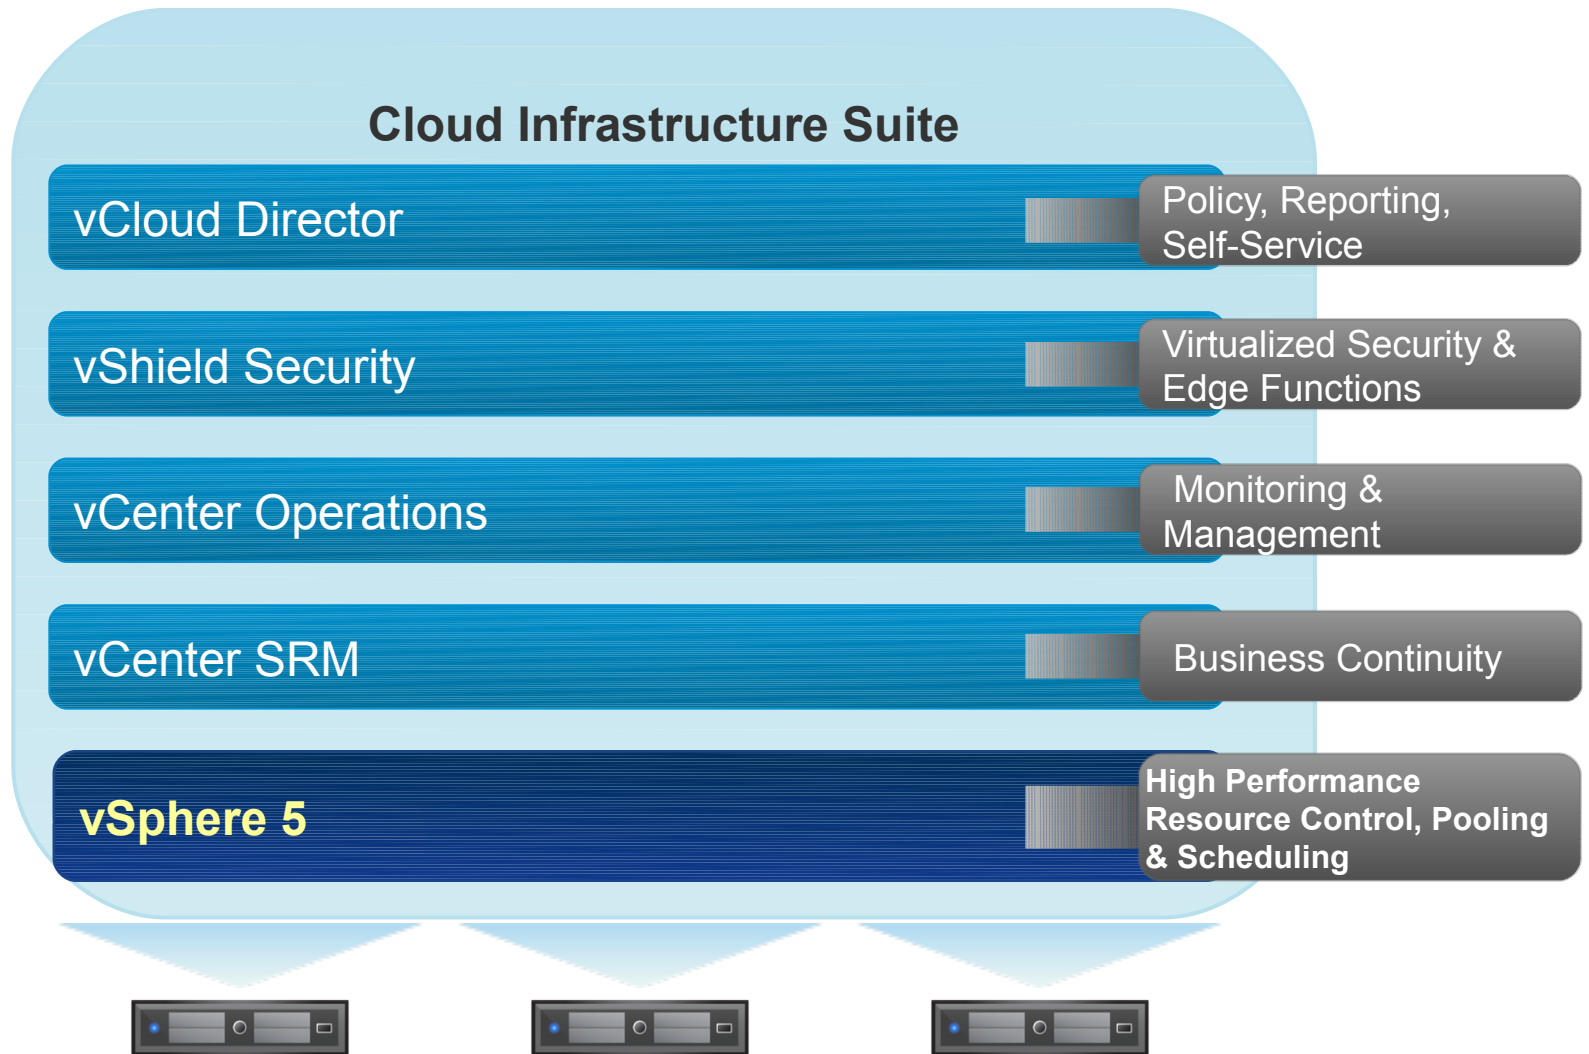 Cloud Infrastructure Suite
vCloud Director
Policy, Reporting,
Self-Service
vShield Security
Virtualized Security &
Edge Functions
vCenter Operations
Monitoring &
Management
vCenter SRM
Business Continuity
vSphere 5
High Performance
Resource Control, Pooling
& Scheduling